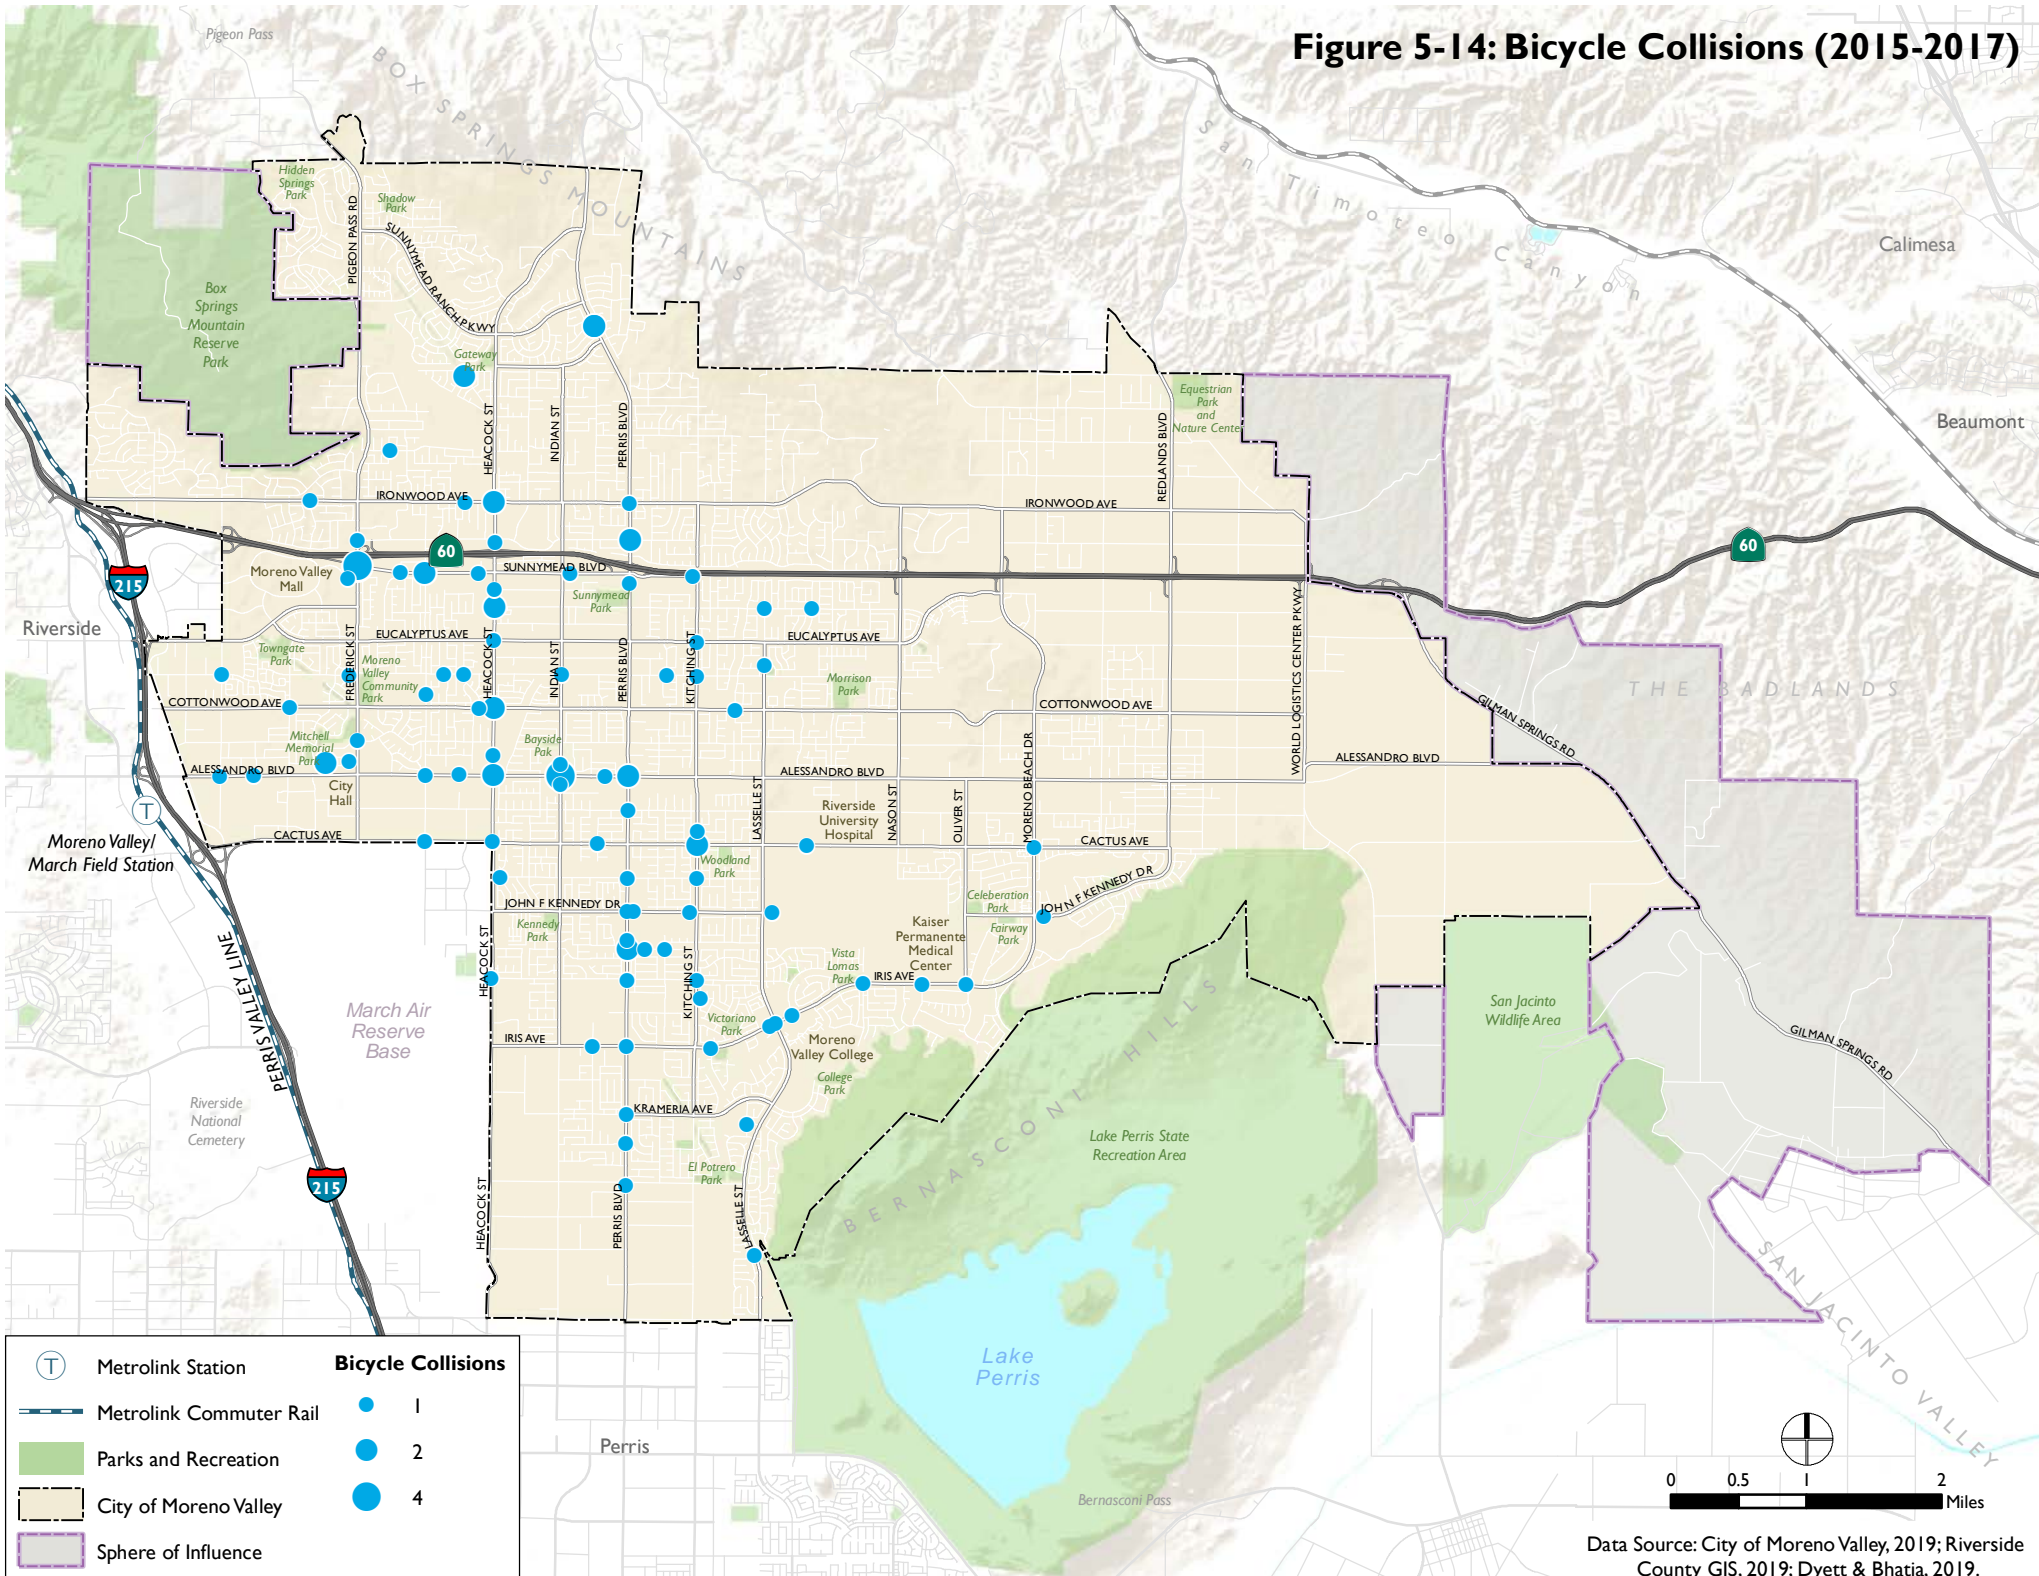 Figure 5-14: Bicycle Collisions (2015-2017)
Pigeon Pass
BOX SPRINGS MOUNTAINS
San Timoteo Canyon
Calimesa
Beaumont
Hidden
Springs
Park
Shadow
Park
PIGEON PASS RD
SUNNYMEAD RANCH PKWY
Box
Springs
Mountain
Reserve
Park
Gateway
Park
Equestrian
Park
and
Nature Center
HEACOCK ST
INDIAN ST
PERRIS BLVD
REDLANDS BLVD
IRONWOOD AVE
IRONWOOD AVE
60
60
215
SUNNYMEAD BLVD
Moreno Valley
Mall
Sunnymead
Park
Riverside
EUCALYPTUS AVE
EUCALYPTUS AVE
Towngate
Park
FREDERICK ST
Moreno
Valley
Community
Park
HEACOCK ST
INDIAN ST
PERRIS BLVD
KITCHING ST
Morrison
Park
WORLD LOGISTICS CENTER PKWY
THE BADLANDS
COTTONWOOD AVE
COTTONWOOD AVE
GILMAN SPRINGS RD
Mitchell
Memorial
Park
Bayside
Pak
ALESSANDRO BLVD
ALESSANDRO BLVD
ALESSANDRO BLVD
City
Hall
LASSELLE ST
Riverside
University
Hospital
NASON ST
OLIVER ST
MORENO BEACH DR
T
Moreno Valley/
March Field Station
CACTUS AVE
CACTUS AVE
Woodland
Park
JOHN F KENNEDY DR
JOHN F KENNEDY DR
Celeberation
Park
Kennedy
Park
Kaiser
Permanente
Medical
Center
Fairway
Park
HEACOCK ST
KITCHING ST
Vista
Lomas
Park
IRIS AVE
PERRIS VALLEY LINE
March Air
Reserve
Base
Victoriano
Park
IRIS AVE
Moreno
Valley College
College
Park
San Jacinto
Wildlife Area
GILMAN SPRINGS RD
BERNASCONI HILLS
Riverside
National
Cemetery
KRAMERIA AVE
Lake Perris State
Recreation Area
El Potrero
Park
215
HEACOCK ST
PERRIS BLVD
LASSELLE ST
SAN JACINTO VALLEY
Lake
Perris
Perris
Bernasconi Pass
T
Metrolink Station
Metrolink Commuter Rail
Parks and Recreation
City of Moreno Valley
Sphere of Influence
Bicycle Collisions
1
2
4
0 0.5 1 2
Miles
Data Source: City of Moreno Valley, 2019; Riverside
County GIS, 2019; Dyett & Bhatia, 2019.